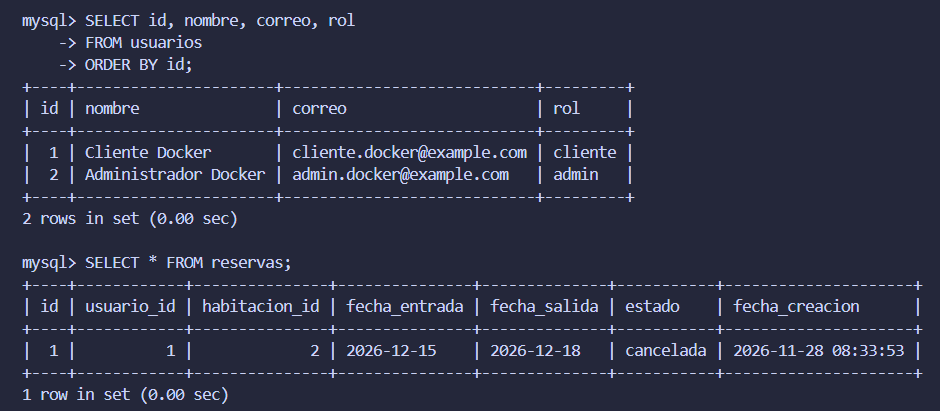 mysql> SELECT id, nombre, correo, rol
    -> FROM usuarios
    -> ORDER BY id;
+----+----------------------+----------------------------+---------+
| id | nombre               | correo                     | rol     |
+----+----------------------+----------------------------+---------+
|  1 | Cliente Docker       | cliente.docker@example.com | cliente |
|  2 | Administrador Docker | admin.docker@example.com   | admin   |
+----+----------------------+----------------------------+---------+
2 rows in set (0.00 sec)

mysql> SELECT * FROM reservas;
+----+------------+---------------+---------------+--------------+-----------+---------------------+
| id | usuario_id | habitacion_id | fecha_entrada | fecha_salida | estado    | fecha_creacion      |
+----+------------+---------------+---------------+--------------+-----------+---------------------+
|  1 |          1 |             2 | 2026-12-15    | 2026-12-18   | cancelada | 2026-11-28 08:33:53 |
+----+------------+---------------+---------------+--------------+-----------+---------------------+
1 row in set (0.00 sec)